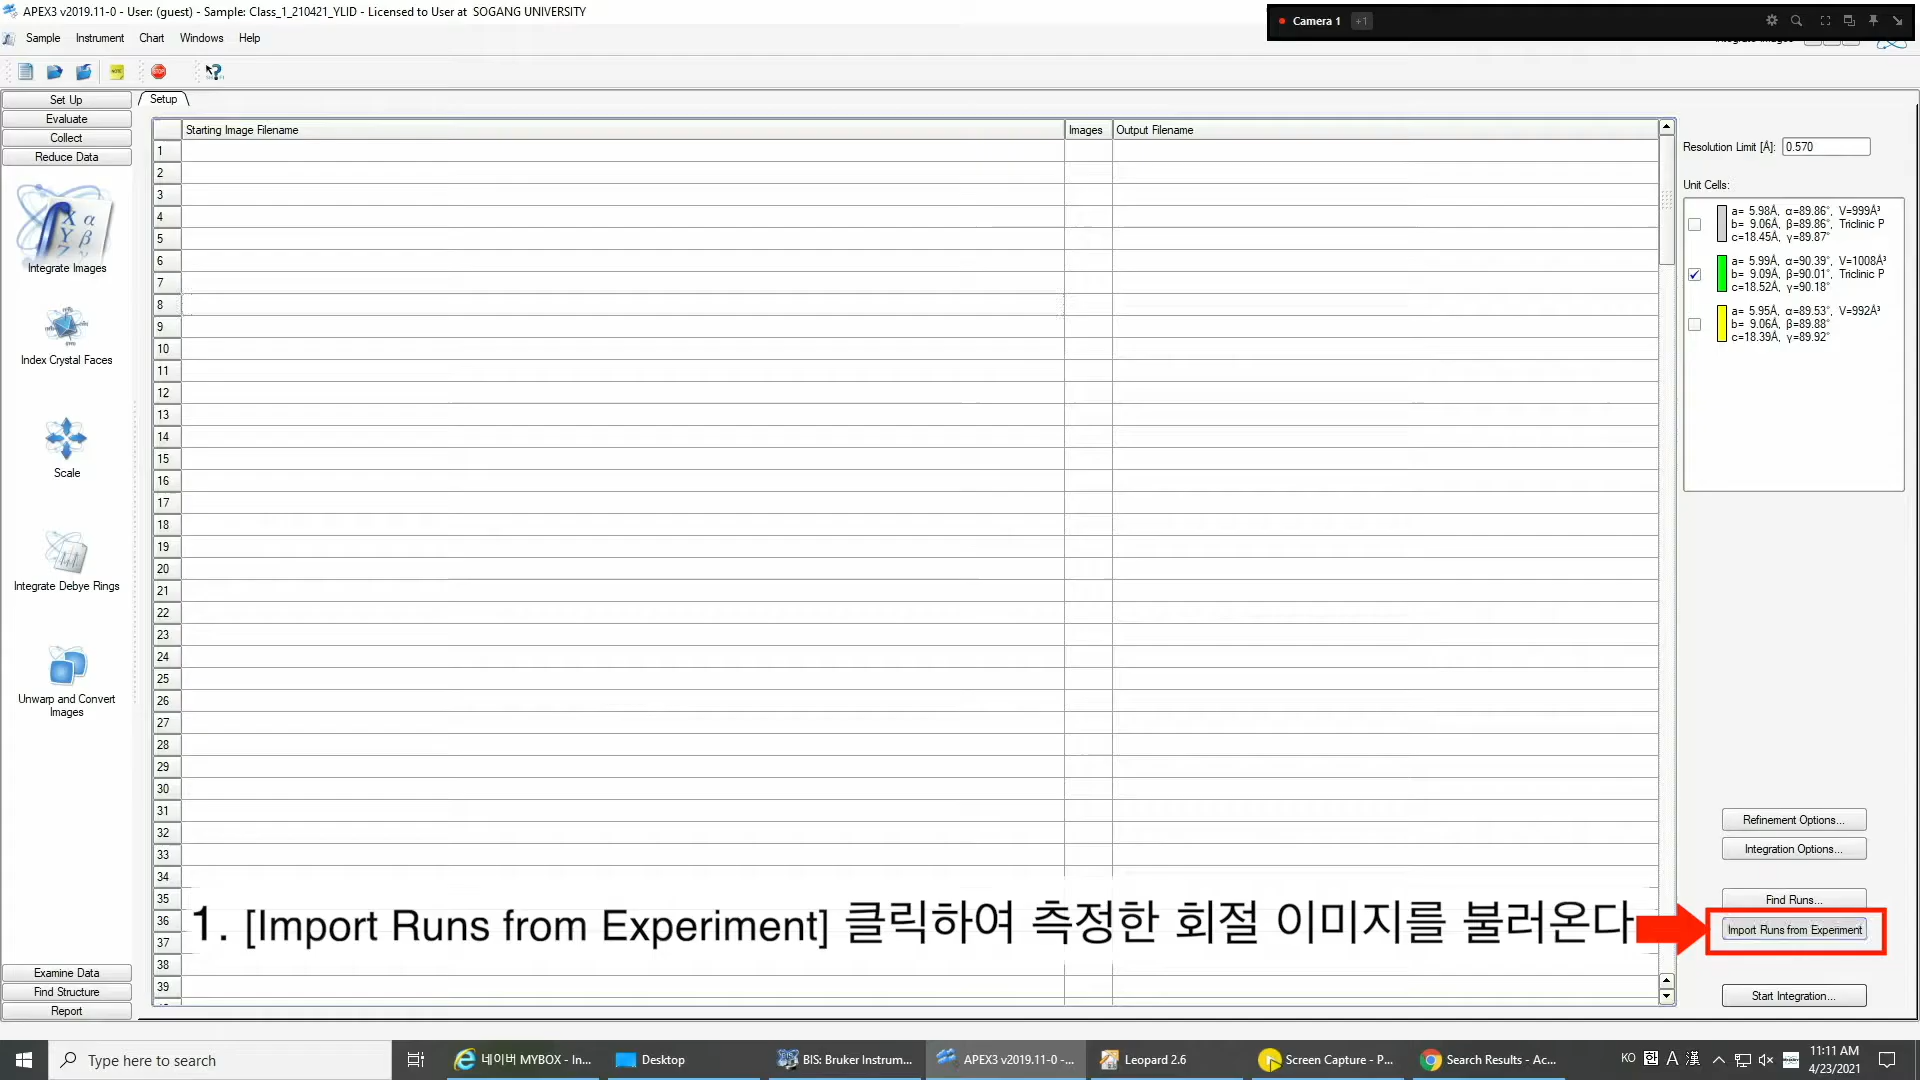 APEX3 v2019.11-0 - User: (guest) - Sample: Class_1_210421_YLID - Licensed to User at SOGANG UNIVERSITY
Camera 1 +1
Sample Instrument Chart Windows Help
Set Up
Evaluate
Collect
Reduce Data
Integrate Images
Index Crystal Faces
Scale
Integrate Debye Rings
Unwarp and Convert
Images
Examine Data
Find Structure
Report
Setup
Starting Image Filename Images Output Filename
1
2
3
4
5
6
7
8
9
10
11
12
13
14
15
16
17
18
19
20
21
22
23
24
25
26
27
28
29
30
31
32
33
34
35
36
37
38
39
1. [Import Runs from Experiment] 클릭하여 측정한 회절 이미지를 불러온다
Resolution Limit [Å]: 0.570
Unit Cells:
a= 5.98Å, α=89.86°, V=999Å³
b= 9.06Å, β=89.86°, Triclinic P
c=18.45Å, γ=89.87°
a= 5.99Å, α=90.39°, V=1008Å³
b= 9.09Å, β=90.01°, Triclinic P
c=18.52Å, γ=90.18°
a= 5.95Å, α=89.53°, V=992Å³
b= 9.06Å, β=89.88°
c=18.39Å, γ=89.92°
Refinement Options...
Integration Options...
Find Runs...
Import Runs from Experiment
Start Integration...
Type here to search
네이버 MYBOX - In...
Desktop
BIS: Bruker Instrum...
APEX3 v2019.11-0 -...
Leopard 2.6
Screen Capture - P...
Search Results - Ac...
KO 한 A 漢
11:11 AM
4/23/2021